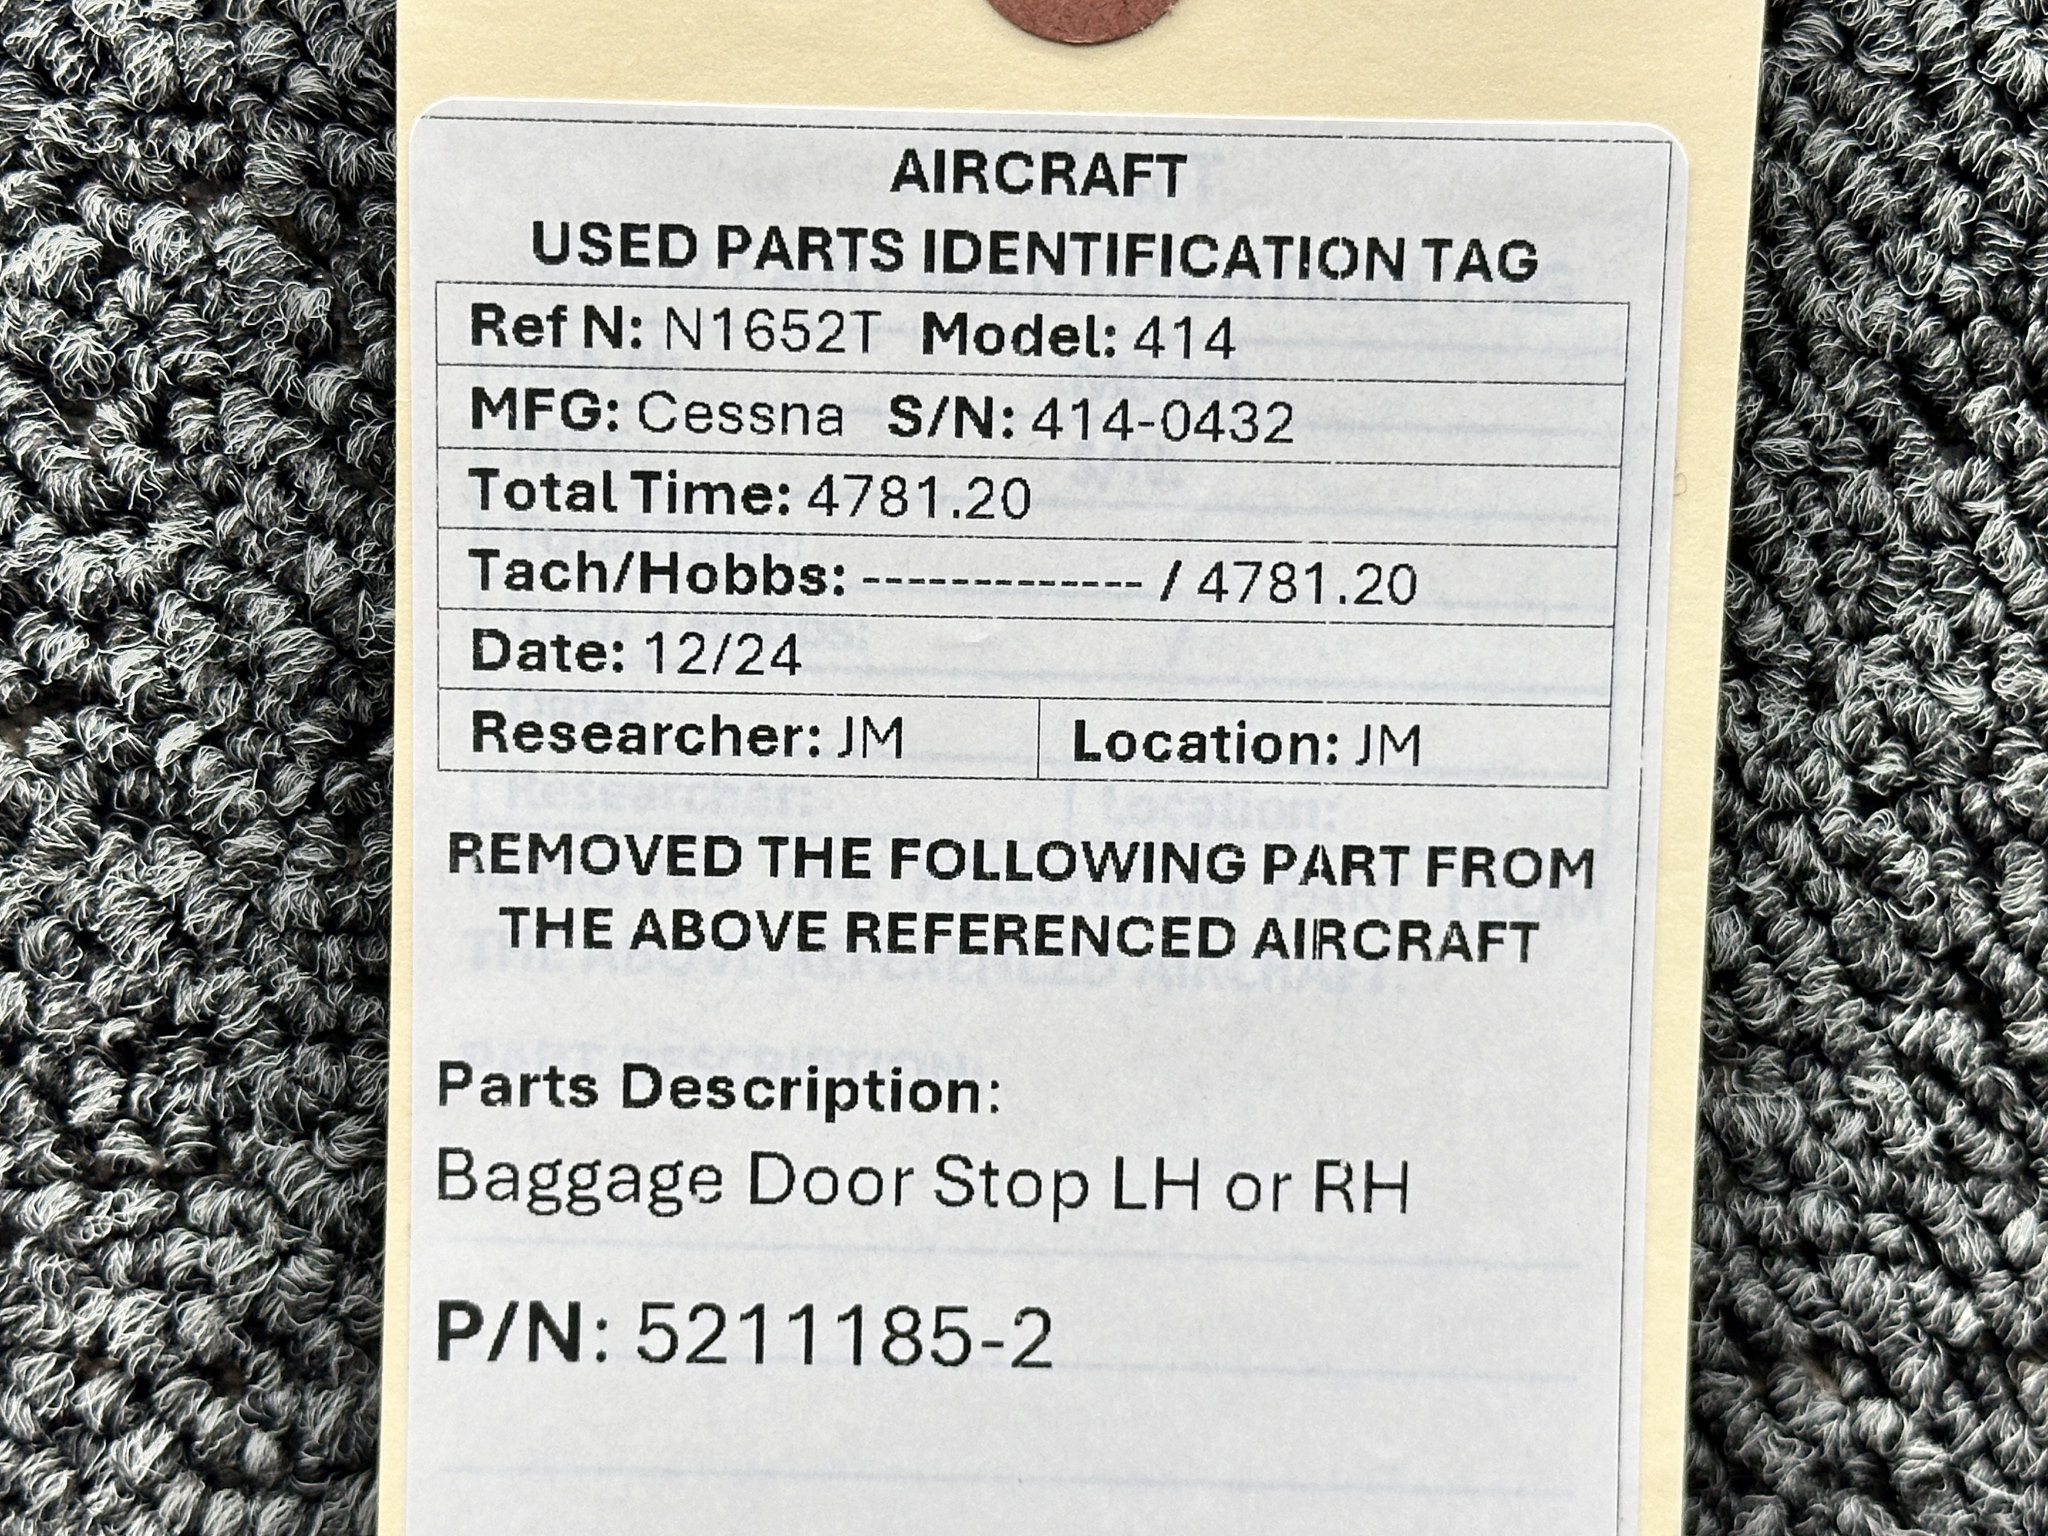 AIRCRAFT
USED PARTS IDENTIFICATION TAG
Ref N: N1652T Model: 414
MFG: Cessna S/N: 414-0432
Total Time: 4781.20
Tach/Hobbs: ------------- / 4781.20
Date: 12/24
Researcher: JM Location: JM
REMOVED THE FOLLOWING PART FROM
THE ABOVE REFERENCED AIRCRAFT
Parts Description:
Baggage Door Stop LH or RH
P/N: 5211185-2